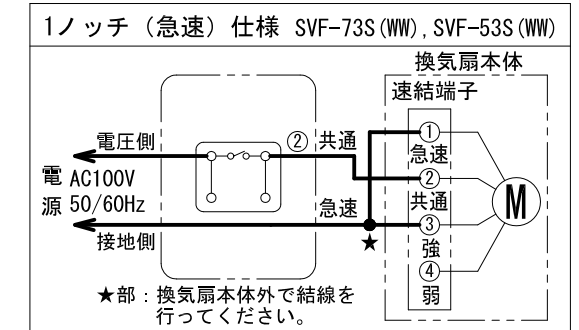 1ノッチ（急速）仕様 SVF-73S(WW),SVF-53S(WW)
換気扇本体
速結端子
電圧側
② 共通
①
急速
電源 AC100V 50/60Hz
②
共通
急速
③
接地側
★
強
④
弱
M
★部：換気扇本体外で結線を
行ってください。